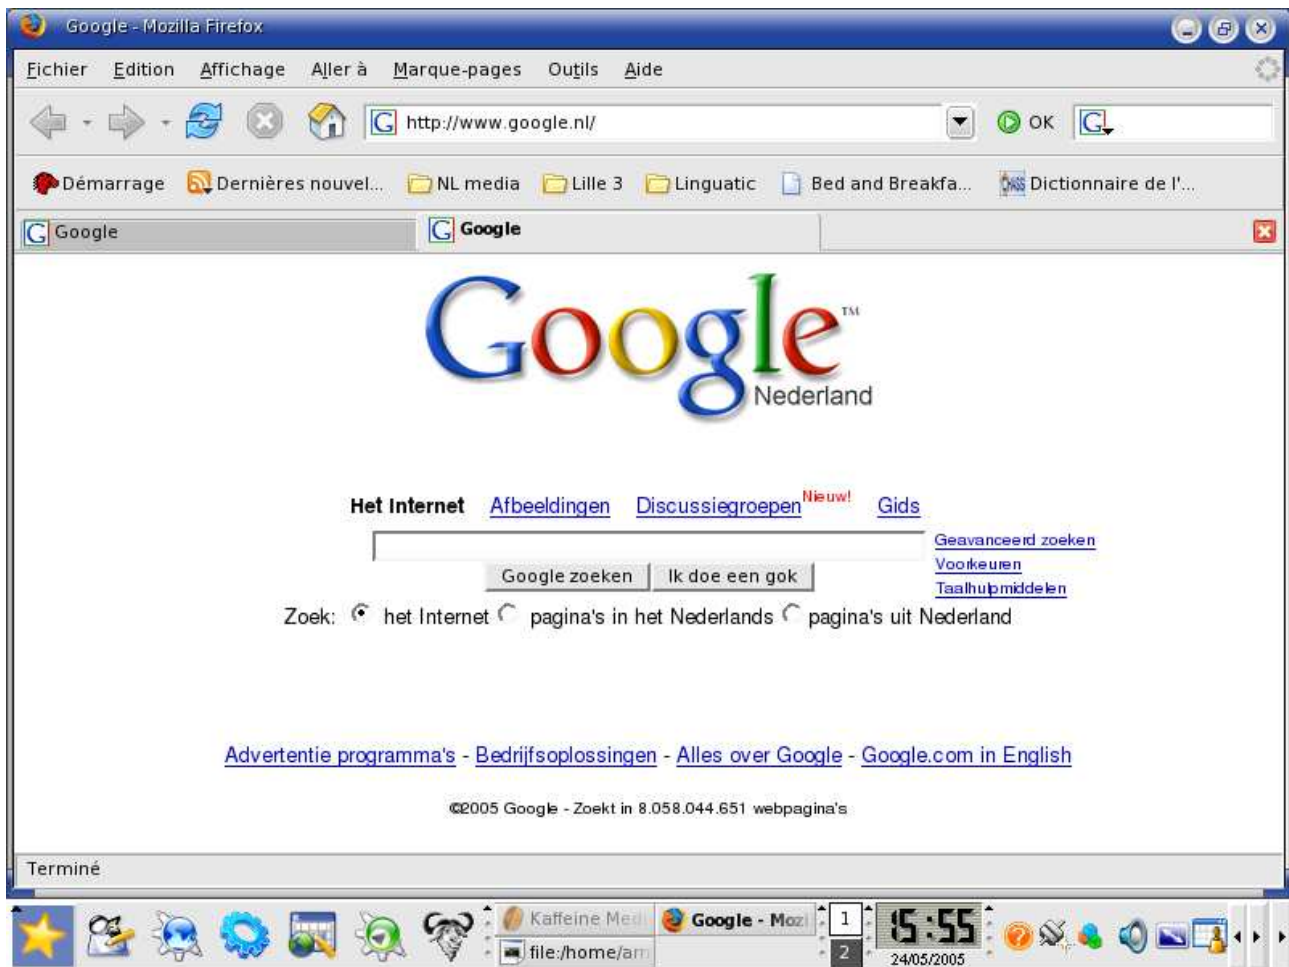 Google - Mozilla Firefox
Fichier Edition Affichage Aller à Marque-pages Outils Aide
http://www.google.nl/ OK
Démarrage Dernières nouvel... NL media Lille 3 Linguatic Bed and Breakfa... Dictionnaire de l'...
Google Google
Google™
Nederland
Het Internet Afbeeldingen Discussiegroepen Nieuw! Gids
Geavanceerd zoeken
Voorkeuren
Google zoeken Ik doe een gok
Taalhulpmiddelen
Zoek: het Internet pagina's in het Nederlands pagina's uit Nederland
Advertentie programma's - Bedrijfsoplossingen - Alles over Google - Google.com in English
©2005 Google - Zoekt in 8.058.044.651 webpagina's
Terminé
Kaffeine Med Google - Mozi 1 15:55
file:/home/arn 2 24/05/2005